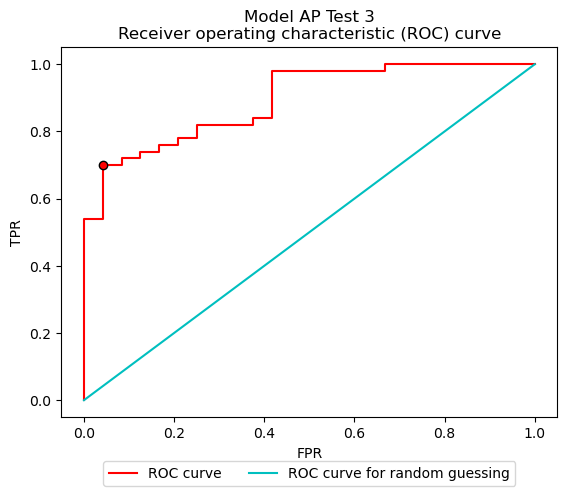 Model AP Test 3
Receiver operating characteristic (ROC) curve
1.0
0.8
0.6
0.4
0.2
0.0
TPR
0.0 0.2 0.4 0.6 0.8 1.0
FPR
ROC curve ROC curve for random guessing